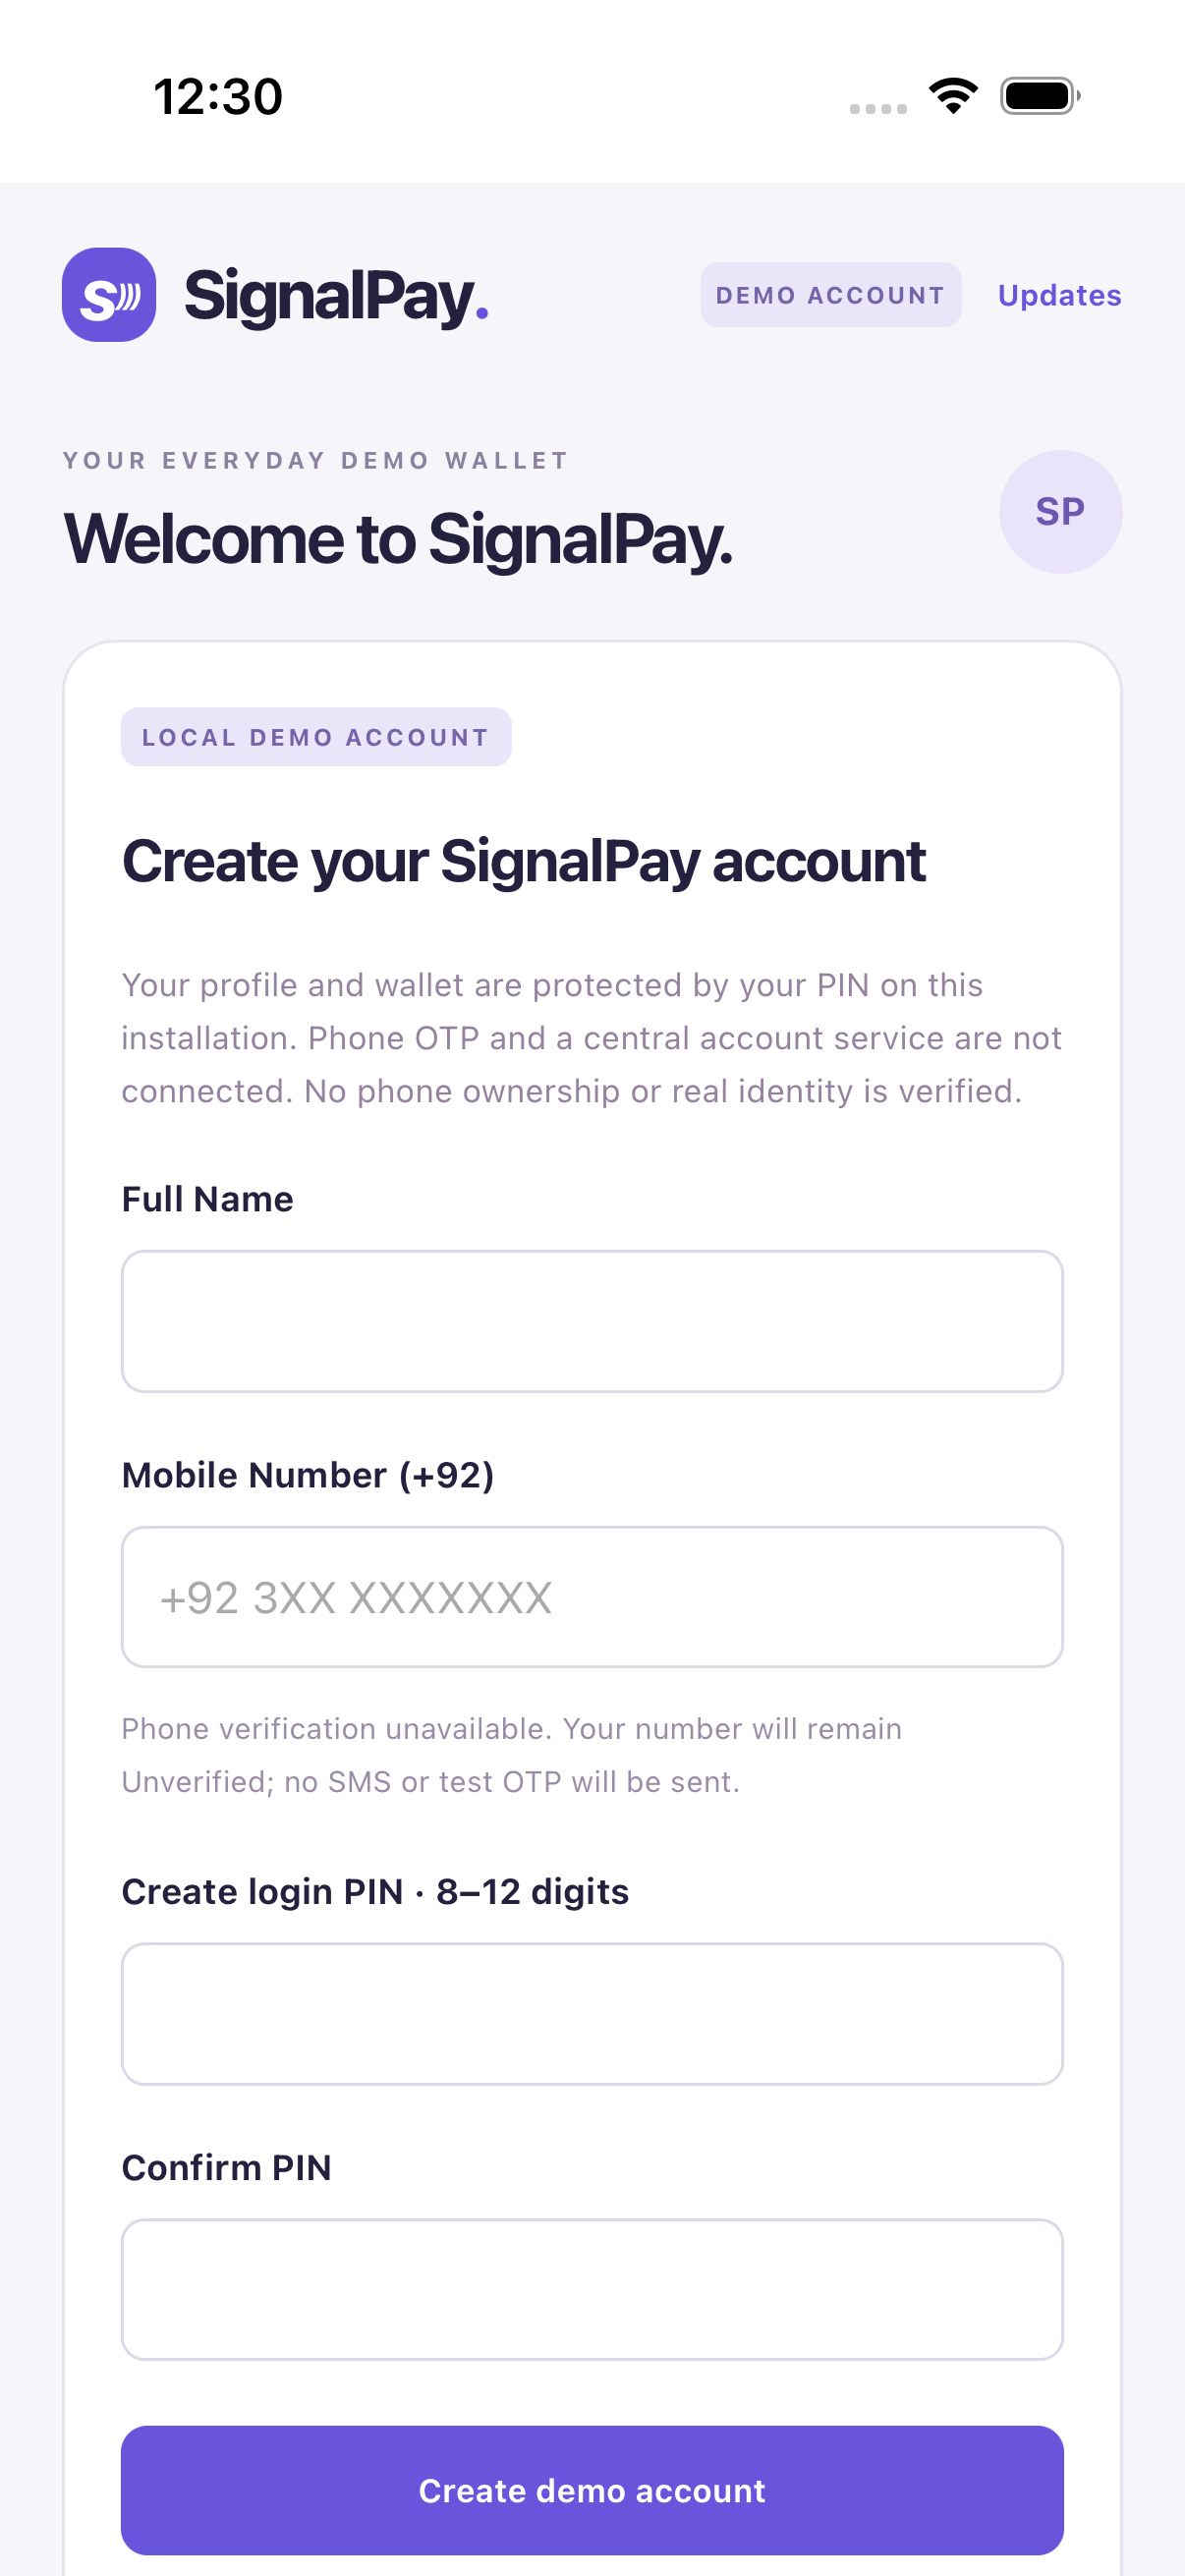 12:30
S
SignalPay.
DEMO ACCOUNT
Updates
YOUR EVERYDAY DEMO WALLET
Welcome to SignalPay.
SP
LOCAL DEMO ACCOUNT
Create your SignalPay account
Your profile and wallet are protected by your PIN on this
installation. Phone OTP and a central account service are not
connected. No phone ownership or real identity is verified.
Full Name
Mobile Number (+92)
+92 3XX XXXXXXX
Phone verification unavailable. Your number will remain
Unverified; no SMS or test OTP will be sent.
Create login PIN · 8–12 digits
Confirm PIN
Create demo account